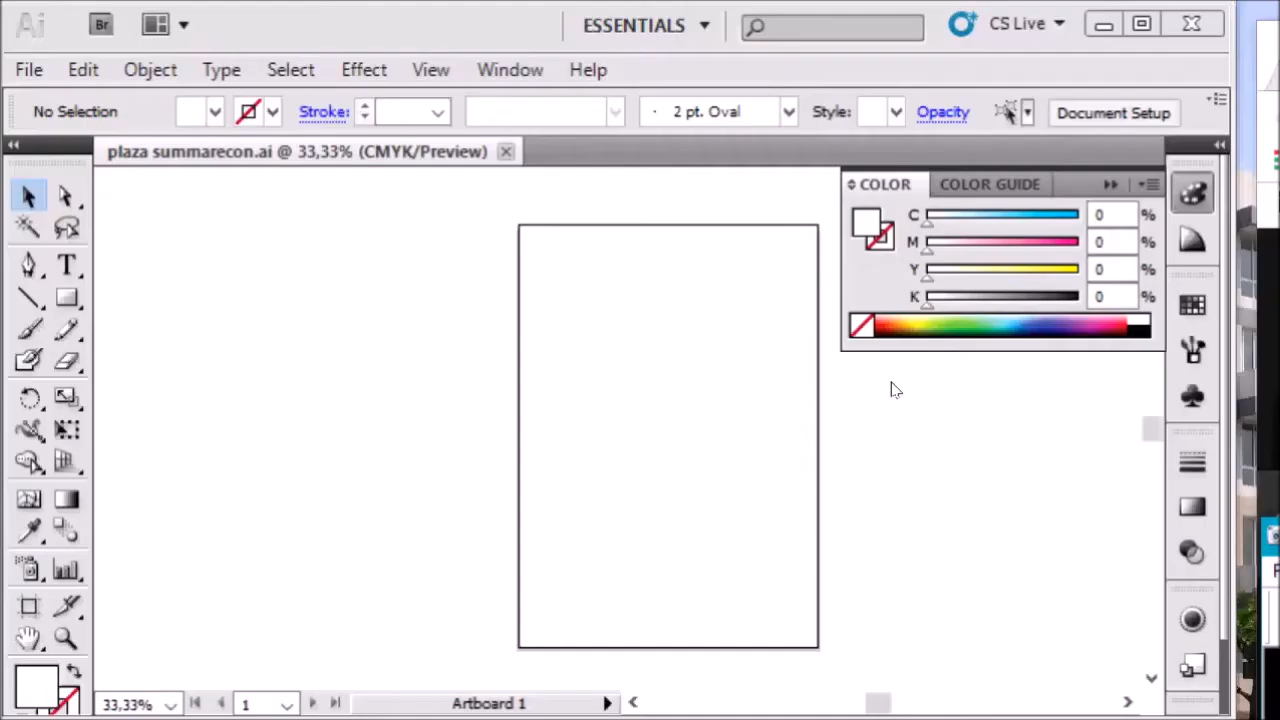 Ai Br ESSENTIALS CS Live
File Edit Object Type Select Effect View Window Help
No Selection Stroke: 2 pt. Oval Style: Opacity Document Setup
plaza summarecon.ai @ 33,33% (CMYK/Preview)
COLOR COLOR GUIDE
C 0 %
M 0 %
Y 0 %
K 0 %
33,33% 1 Artboard 1